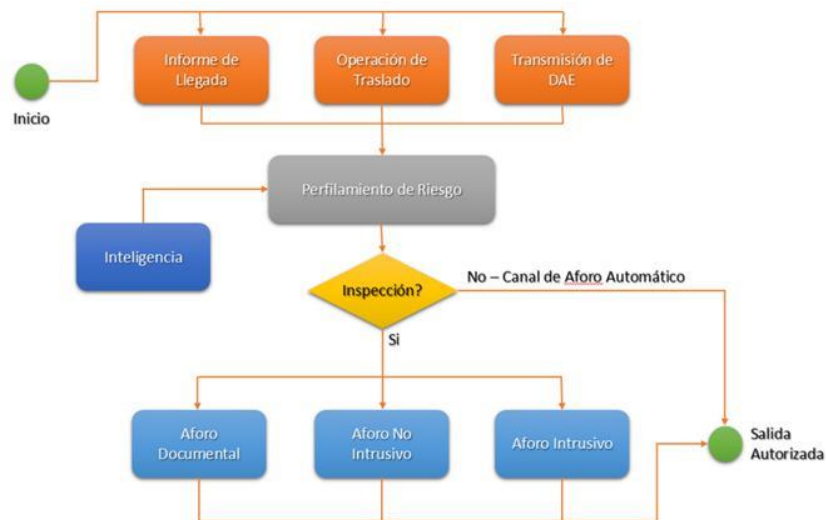 Informe de
Llegada
Operación de
Traslado
Transmisión de
DAE
Inicio
Perfilamiento de Riesgo
Inteligencia
Inspección?
No – Canal de Aforo Automático
Si
Aforo
Documental
Aforo No
Intrusivo
Aforo Intrusivo
Salida
Autorizada